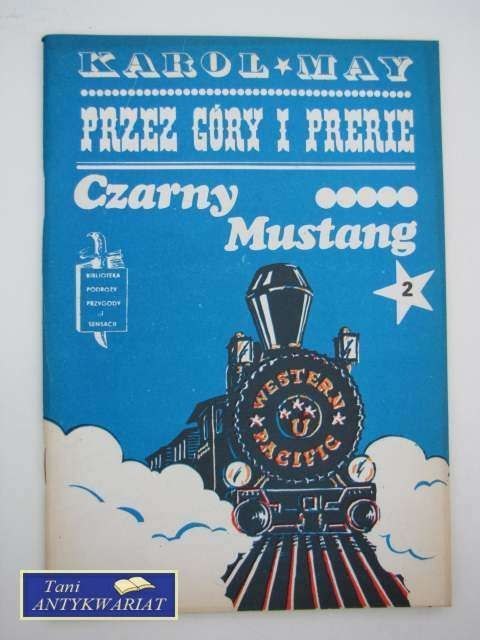 KAROL ★ MAY
PRZEZ GÓRY I PRERIE
Czarny
Mustang
2
BIBLIOTEKA
PODRÓŻY
PRZYGODY
i
SENSACJI
WESTERN
U
PACIFIC
Tani
ANTYKWARIAT